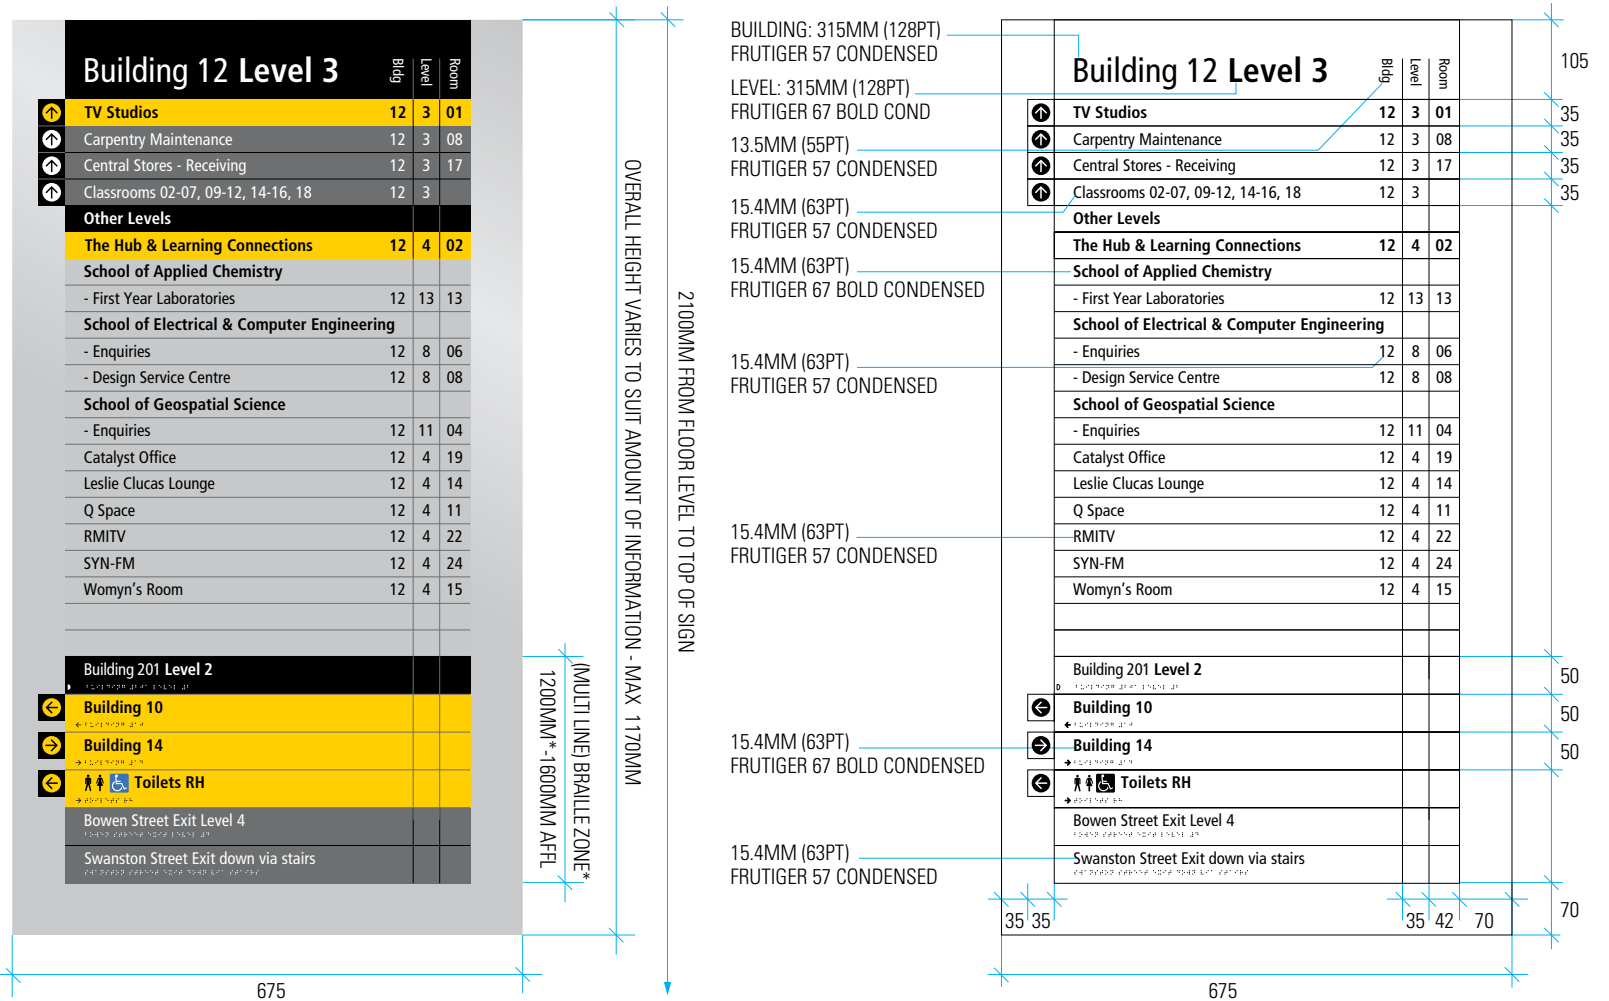 Building 12 Level 3 Bldg Level Room
TV Studios 12 3 01
Carpentry Maintenance 12 3 08
Central Stores - Receiving 12 3 17
Classrooms 02-07, 09-12, 14-16, 18 12 3
Other Levels
The Hub & Learning Connections 12 4 02
School of Applied Chemistry
- First Year Laboratories 12 13 13
School of Electrical & Computer Engineering
- Enquiries 12 8 06
- Design Service Centre 12 8 08
School of Geospatial Science
- Enquiries 12 11 04
Catalyst Office 12 4 19
Leslie Clucas Lounge 12 4 14
Q Space 12 4 11
RMITV 12 4 22
SYN-FM 12 4 24
Womyn's Room 12 4 15
Building 201 Level 2
Building 10
Building 14
Toilets RH
Bowen Street Exit Level 4
Swanston Street Exit down via stairs
675
(MULTI LINE) BRAILLE ZONE*
1200MM*-1600MM AFFL
OVERALL HEIGHT VARIES TO SUIT AMOUNT OF INFORMATION - MAX 1170MM
2100MM FROM FLOOR LEVEL TO TOP OF SIGN
BUILDING: 315MM (128PT)
FRUTIGER 57 CONDENSED
LEVEL: 315MM (128PT)
FRUTIGER 67 BOLD COND
13.5MM (55PT)
FRUTIGER 57 CONDENSED
15.4MM (63PT)
FRUTIGER 57 CONDENSED
15.4MM (63PT)
FRUTIGER 67 BOLD CONDENSED
15.4MM (63PT)
FRUTIGER 57 CONDENSED
15.4MM (63PT)
FRUTIGER 57 CONDENSED
15.4MM (63PT)
FRUTIGER 67 BOLD CONDENSED
15.4MM (63PT)
FRUTIGER 57 CONDENSED
Building 12 Level 3 Bldg Level Room
TV Studios 12 3 01
Carpentry Maintenance 12 3 08
Central Stores - Receiving 12 3 17
Classrooms 02-07, 09-12, 14-16, 18 12 3
Other Levels
The Hub & Learning Connections 12 4 02
School of Applied Chemistry
- First Year Laboratories 12 13 13
School of Electrical & Computer Engineering
- Enquiries 12 8 06
- Design Service Centre 12 8 08
School of Geospatial Science
- Enquiries 12 11 04
Catalyst Office 12 4 19
Leslie Clucas Lounge 12 4 14
Q Space 12 4 11
RMITV 12 4 22
SYN-FM 12 4 24
Womyn's Room 12 4 15
Building 201 Level 2
Building 10
Building 14
Toilets RH
Bowen Street Exit Level 4
Swanston Street Exit down via stairs
105
35
35
35
35
50
50
50
70
35 35 35 42 70
675